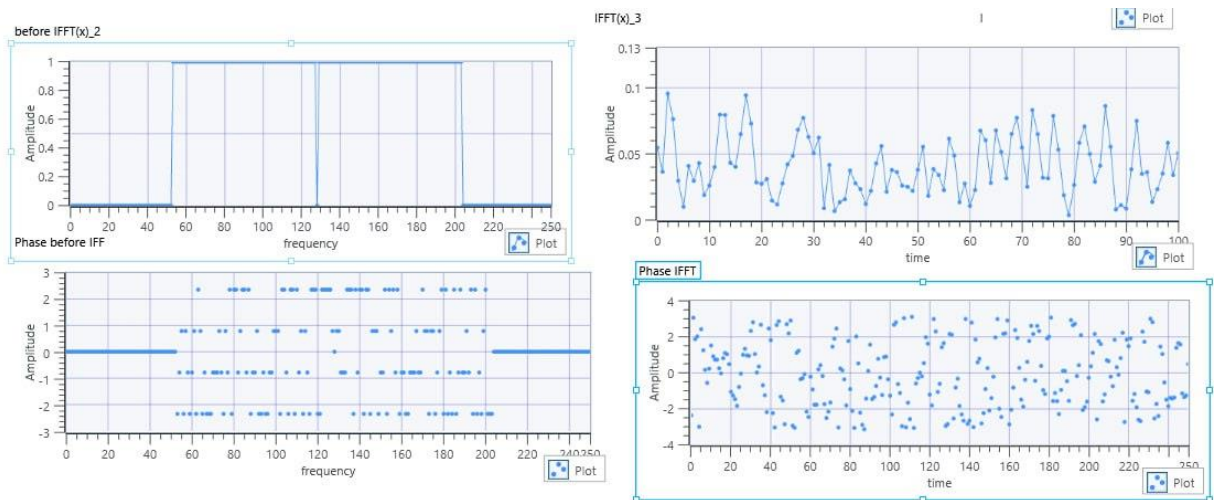 before IFFT(x)_2
1
0.8
0.6
0.4
0.2
0
Amplitude
0 20 40 60 80 100 120 140 160 180 200 220 250
frequency
Plot
Phase before IFF
3
2
1
0
-1
-2
-3
Amplitude
0 20 40 60 80 100 120 140 160 180 200 220 240 250
frequency
Plot
IFFT(x)_3
Plot
0.13
0.1
0.05
0
Amplitude
0 10 20 30 40 50 60 70 80 90 100
time
Plot
Phase IFFT
4
2
0
-2
-4
Amplitude
0 20 40 60 80 100 120 140 160 180 200 220 250
time
Plot